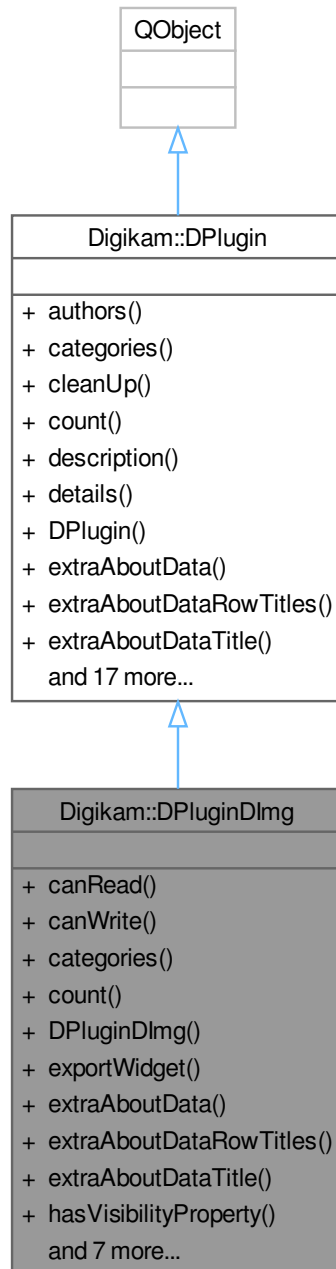 QObject
Digikam::DPlugin
+ authors()
+ categories()
+ cleanUp()
+ count()
+ description()
+ details()
+ DPlugin()
+ extraAboutData()
+ extraAboutDataRowTitles()
+ extraAboutDataTitle()
and 17 more...
Digikam::DPluginDImg
+ canRead()
+ canWrite()
+ categories()
+ count()
+ DPluginDImg()
+ exportWidget()
+ extraAboutData()
+ extraAboutDataRowTitles()
+ extraAboutDataTitle()
+ hasVisibilityProperty()
and 7 more...